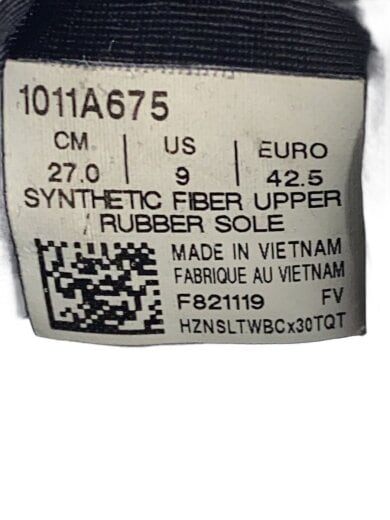 1011A675
CM | US | EURO
27.0 | 9 | 42.5
SYNTHETIC FIBER UPPER
RUBBER SOLE
MADE IN VIETNAM
FABRIQUE AU VIETNAM
F821119 FV
HZNSLTWBCx30TQT